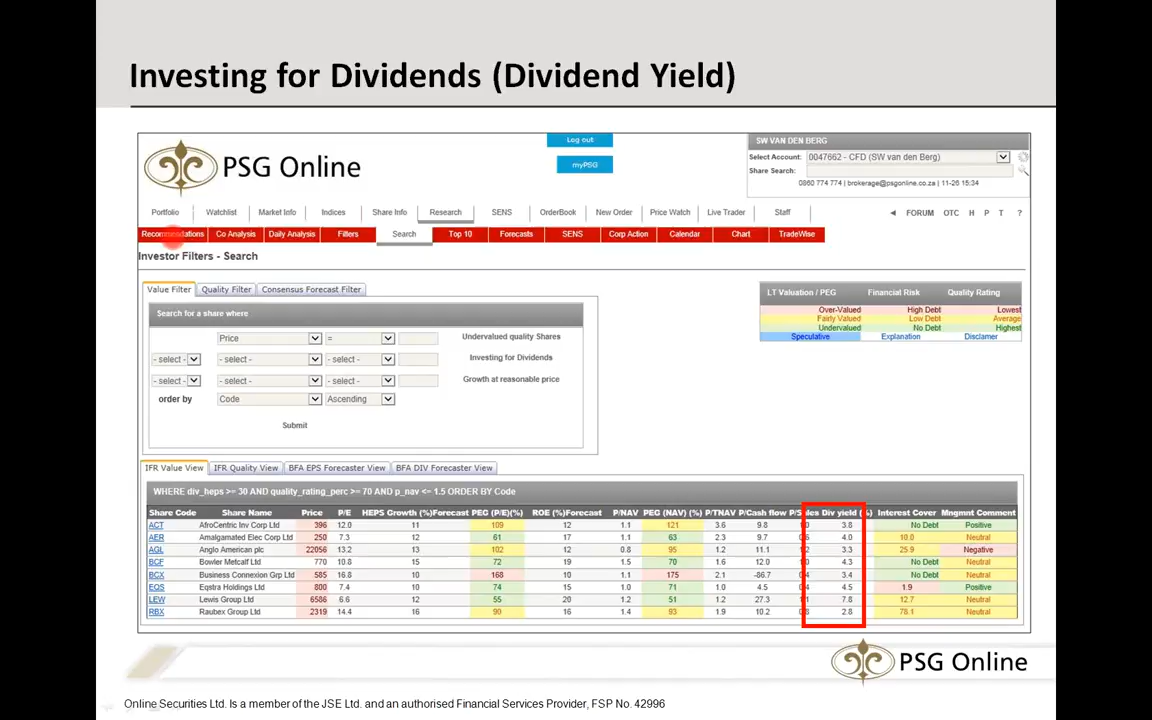 Investing for Dividends (Dividend Yield)
PSG Online
Log out
myPSG
SW VAN DEN BERG
Select Account: 0047662 - CFD (SW van den Berg)
Share Search:
0860 774 774 | brokerage@psgonline.co.za | 11-26 15:34
Portfolio Watchlist Market Info Indices Share Info Research SENS OrderBook New Order Price Watch Live Trader Staff FORUM OTC H P T ?
Recommendations Co Analysis Daily Analysis Filters Search Top 10 Forecasts SENS Corp Action Calendar Chart TradeWise
Investor Filters - Search
Value Filter Quality Filter Consensus Forecast Filter
Search for a share where
Price = Undervalued quality Shares
- select - - select - - select - Investing for Dividends
- select - - select - - select - Growth at reasonable price
order by Code Ascending
Submit
LT Valuation / PEG Financial Risk Quality Rating
Over-Valued High Debt Lowest
Fairly Valued Low Debt Average
Undervalued No Debt Highest
Speculative Explanation Disclamer
IFR Value View IFR Quality View BFA EPS Forecaster View BFA DIV Forecaster View
WHERE div_heps >= 30 AND quality_rating_perc >= 70 AND p_nav <= 1.5 ORDER BY Code
Share Code Share Name Price P/E HEPS Growth (%)Forecast PEG (P/E)(%) ROE (%)Forecast P/NAV PEG (NAV) (%) P/TNAV P/Cash flow Div yield Interest Cover Mngmnt Comment
ACT AfroCentric Inv Corp Ltd 396 12.0 11 109 12 1.1 121 3.6 9.8 3.8 No Debt Positive
AER Amalgamated Elec Corp Ltd 250 7.3 12 61 17 1.1 63 2.3 9.7 4.0 10.0 Neutral
AGL Anglo American plc 22056 13.2 13 102 12 0.8 95 1.2 11.1 3.3 25.9 Negative
BCF Bowler Metcalf Ltd 770 10.8 15 72 19 1.5 70 1.6 12.0 4.3 No Debt Neutral
BCX Business Connexion Grp Ltd 585 16.8 10 168 10 1.1 175 2.1 -86.7 3.4 No Debt Neutral
EQS Eqstra Holdings Ltd 800 7.4 10 74 15 1.0 71 1.0 4.5 4.5 1.9 Positive
LEW Lewis Group Ltd 6586 6.6 12 55 18 1.2 51 1.2 27.3 7.8 12.7 Neutral
RBX Raubex Group Ltd 2319 14.4 16 90 16 1.4 93 1.9 10.2 2.8 78.1 Neutral
PSG Online
Online Securities Ltd. Is a member of the JSE Ltd. and an authorised Financial Services Provider, FSP No. 42996